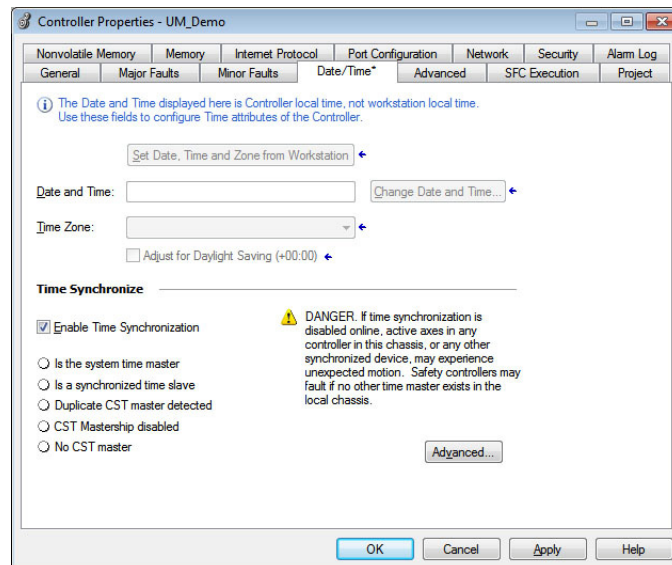 Controller Properties - UM_Demo
Nonvolatile Memory Memory Internet Protocol Port Configuration Network Security Alarm Log
General Major Faults Minor Faults Date/Time* Advanced SFC Execution Project
The Date and Time displayed here is Controller local time, not workstation local time.
Use these fields to configure Time attributes of the Controller.
Set Date, Time and Zone from Workstation
Date and Time:
Change Date and Time...
Time Zone:
Adjust for Daylight Saving (+00:00)
Time Synchronize
Enable Time Synchronization
Is the system time master
Is a synchronized time slave
Duplicate CST master detected
CST Mastership disabled
No CST master
DANGER. If time synchronization is
disabled online, active axes in any
controller in this chassis, or any other
synchronized device, may experience
unexpected motion. Safety controllers may
fault if no other time master exists in the
local chassis.
Advanced...
OK Cancel Apply Help